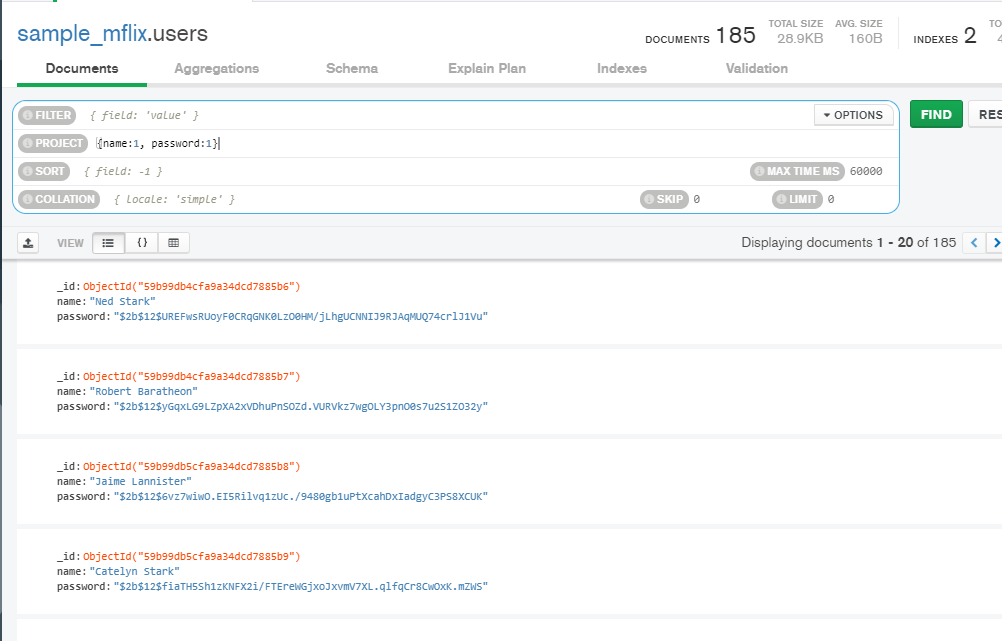 sample_mflix.users
DOCUMENTS 185 TOTAL SIZE 28.9KB AVG. SIZE 160B INDEXES 2
Documents Aggregations Schema Explain Plan Indexes Validation
FILTER { field: 'value' } OPTIONS FIND
PROJECT {name:1, password:1}
SORT { field: -1 } MAX TIME MS 60000
COLLATION { locale: 'simple' } SKIP 0 LIMIT 0
VIEW {} Displaying documents 1 - 20 of 185 < >
_id:ObjectId("59b99db4cfa9a34dcd7885b6")
name:"Ned Stark"
password:"$2b$12$UREFwsRUoyF0CRqGNK0LzO0HM/jLhgUCNNIJ9RJAqMUQ74crlJ1Vu"
_id:ObjectId("59b99db4cfa9a34dcd7885b7")
name:"Robert Baratheon"
password:"$2b$12$yGqxLG9LZpXA2xVDhuPnSOZd.VURVkz7wgOLY3pnO0s7u2S1ZO32y"
_id:ObjectId("59b99db5cfa9a34dcd7885b8")
name:"Jaime Lannister"
password:"$2b$12$6vz7wiwO.EI5Rilvq1zUc./9480gb1uPtXcahDxIadgyC3PS8XCUK"
_id:ObjectId("59b99db5cfa9a34dcd7885b9")
name:"Catelyn Stark"
password:"$2b$12$fiaTH5Sh1zKNFX2i/FTEreWGjxoJxvmV7XL.qlfqCr8CwOxK.mZWS"